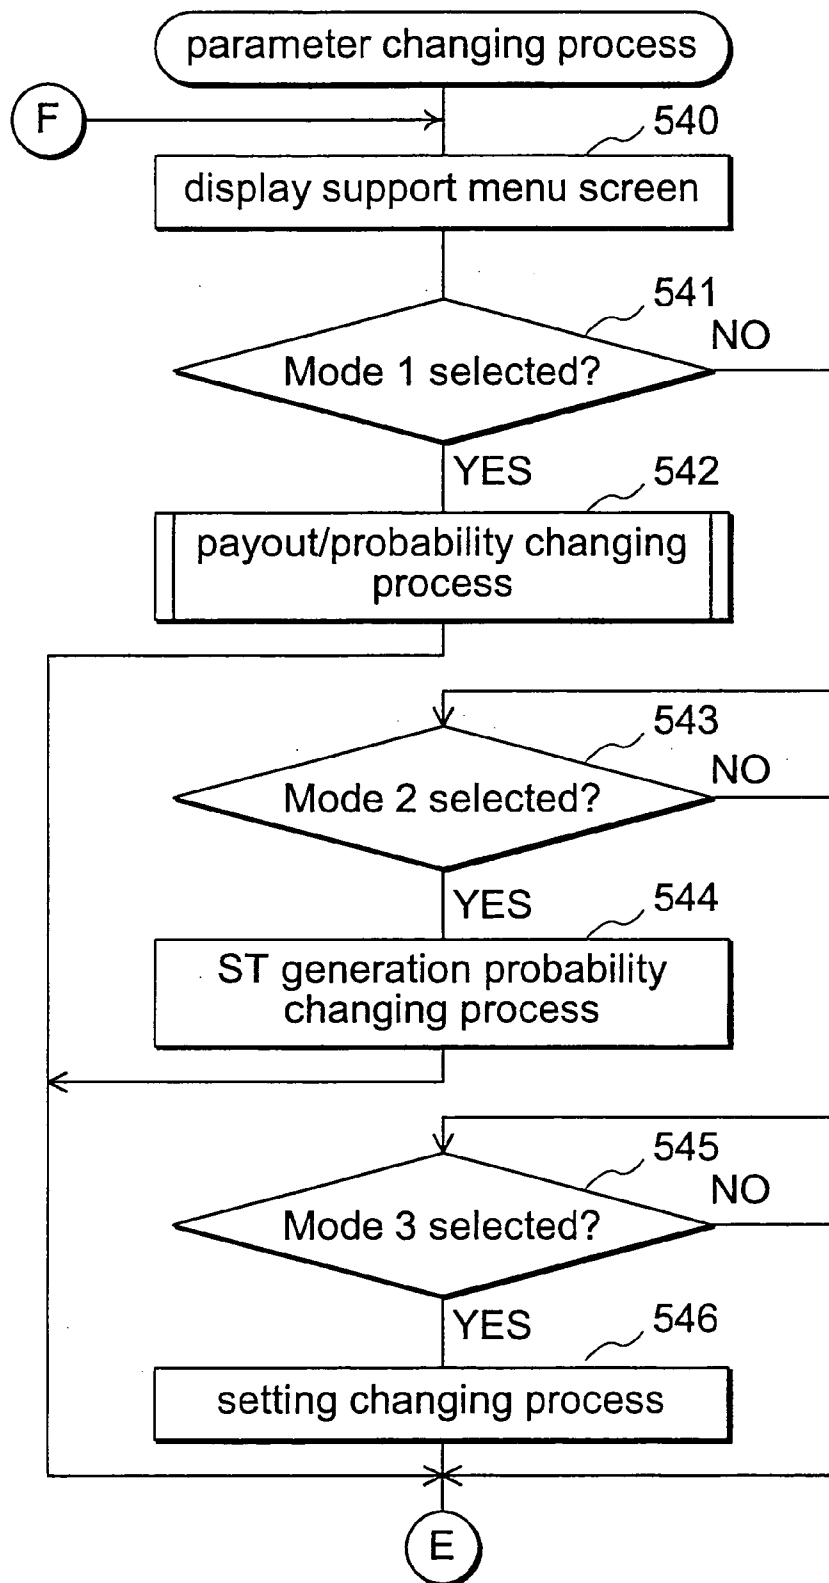 parameter changing process
F
540
display support menu screen
541
NO
Mode 1 selected?
YES
542
payout/probability changing
process
543
NO
Mode 2 selected?
YES
544
ST generation probability
changing process
545
NO
Mode 3 selected?
YES
546
setting changing process
E